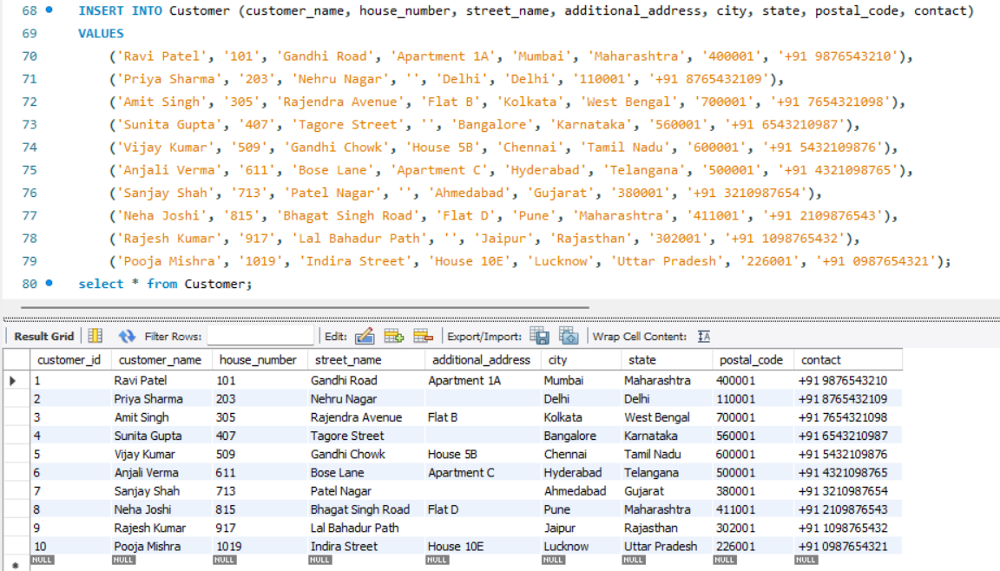 68 INSERT INTO Customer (customer_name, house_number, street_name, additional_address, city, state, postal_code, contact)
69 VALUES
70 ('Ravi Patel', '101', 'Gandhi Road', 'Apartment 1A', 'Mumbai', 'Maharashtra', '400001', '+91 9876543210'),
71 ('Priya Sharma', '203', 'Nehru Nagar', '', 'Delhi', 'Delhi', '110001', '+91 8765432109'),
72 ('Amit Singh', '305', 'Rajendra Avenue', 'Flat B', 'Kolkata', 'West Bengal', '700001', '+91 7654321098'),
73 ('Sunita Gupta', '407', 'Tagore Street', '', 'Bangalore', 'Karnataka', '560001', '+91 6543210987'),
74 ('Vijay Kumar', '509', 'Gandhi Chowk', 'House 5B', 'Chennai', 'Tamil Nadu', '600001', '+91 5432109876'),
75 ('Anjali Verma', '611', 'Bose Lane', 'Apartment C', 'Hyderabad', 'Telangana', '500001', '+91 4321098765'),
76 ('Sanjay Shah', '713', 'Patel Nagar', '', 'Ahmedabad', 'Gujarat', '380001', '+91 3210987654'),
77 ('Neha Joshi', '815', 'Bhagat Singh Road', 'Flat D', 'Pune', 'Maharashtra', '411001', '+91 2109876543'),
78 ('Rajesh Kumar', '917', 'Lal Bahadur Path', '', 'Jaipur', 'Rajasthan', '302001', '+91 1098765432'),
79 ('Pooja Mishra', '1019', 'Indira Street', 'House 10E', 'Lucknow', 'Uttar Pradesh', '226001', '+91 0987654321');
80 select * from Customer;
Result Grid Filter Rows: Edit: Export/Import: Wrap Cell Content: IA
customer_id customer_name house_number street_name additional_address city state postal_code contact
1 Ravi Patel 101 Gandhi Road Apartment 1A Mumbai Maharashtra 400001 +91 9876543210
2 Priya Sharma 203 Nehru Nagar Delhi Delhi 110001 +91 8765432109
3 Amit Singh 305 Rajendra Avenue Flat B Kolkata West Bengal 700001 +91 7654321098
4 Sunita Gupta 407 Tagore Street Bangalore Karnataka 560001 +91 6543210987
5 Vijay Kumar 509 Gandhi Chowk House 5B Chennai Tamil Nadu 600001 +91 5432109876
6 Anjali Verma 611 Bose Lane Apartment C Hyderabad Telangana 500001 +91 4321098765
7 Sanjay Shah 713 Patel Nagar Ahmedabad Gujarat 380001 +91 3210987654
8 Neha Joshi 815 Bhagat Singh Road Flat D Pune Maharashtra 411001 +91 2109876543
9 Rajesh Kumar 917 Lal Bahadur Path Jaipur Rajasthan 302001 +91 1098765432
10 Pooja Mishra 1019 Indira Street House 10E Lucknow Uttar Pradesh 226001 +91 0987654321
NULL NULL NULL NULL NULL NULL NULL NULL NULL